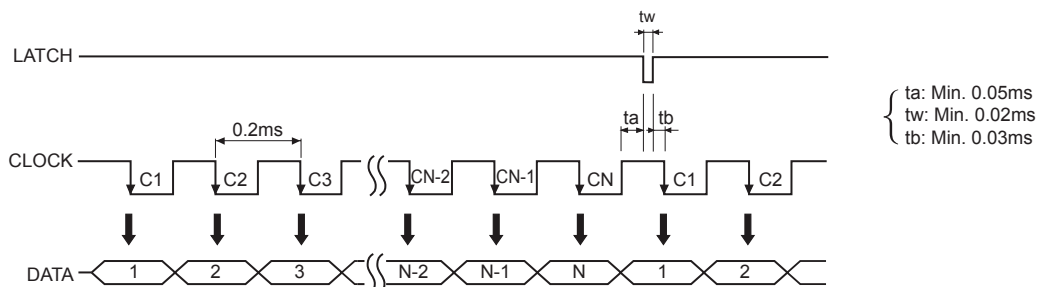 tw
LATCH
ta: Min. 0.05ms
tw: Min. 0.02ms
tb: Min. 0.03ms
ta tb
0.2ms
CLOCK
C1 C2 C3 CN-2 CN-1 CN C1 C2
DATA 1 2 3 N-2 N-1 N 1 2